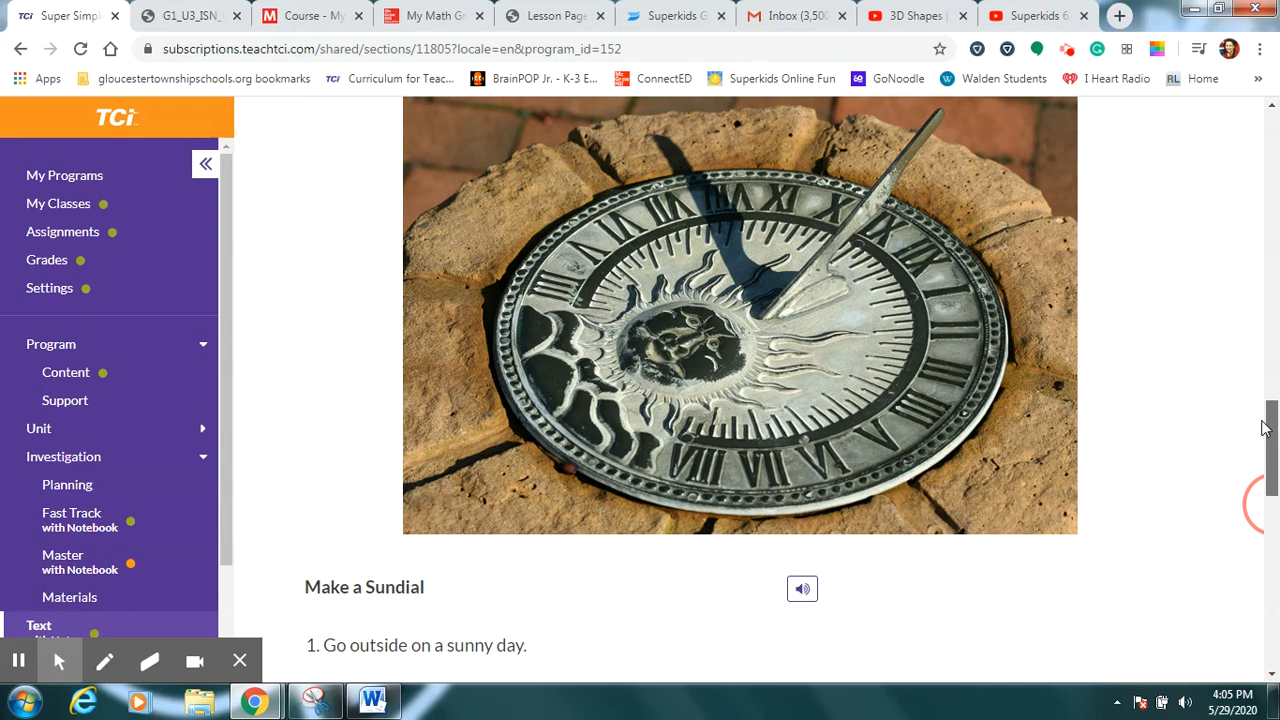 Super Simple
G1_U3_ISN_
Course - My
My Math Gr
Lesson Page
Superkids G
Inbox (3,500
3D Shapes |
Superkids 6
subscriptions.teachtci.com/shared/sections/11805?locale=en&program_id=152
Apps
gloucestertownshipschools.org bookmarks
TCi Curriculum for Teac...
BrainPOP Jr. - K-3 E...
ConnectED
Superkids Online Fun
GoNoodle
Walden Students
I Heart Radio
RL Home
»
TCi
My Programs
My Classes
Assignments
Grades
Settings
Program
Content
Support
Unit
Investigation
Planning
Fast Track
with Notebook
Master
with Notebook
Materials
Text
Make a Sundial
1. Go outside on a sunny day.
4:05 PM
5/29/2020